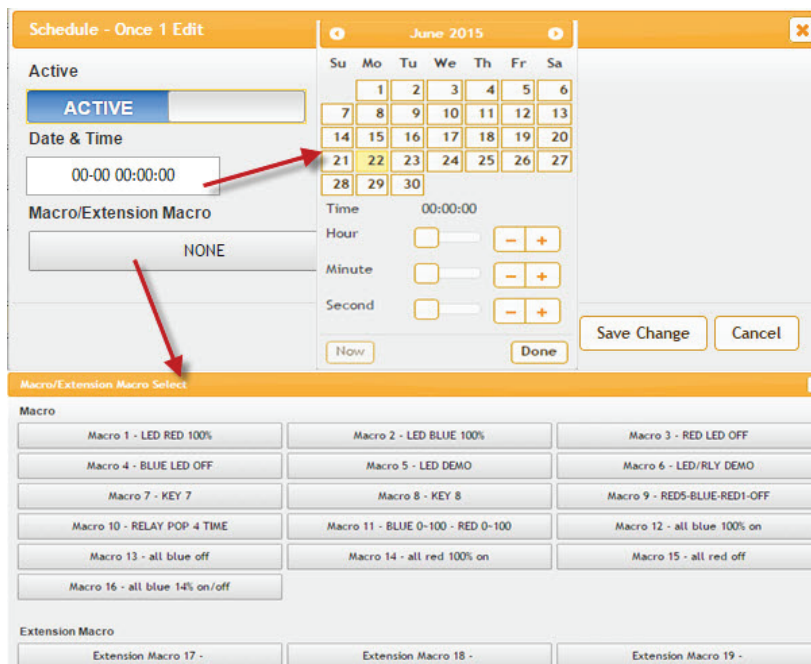 Schedule - Once 1 Edit
Active
ACTIVE
Date & Time
00-00 00:00:00
Macro/Extension Macro
NONE
June 2015
Su Mo Tu We Th Fr Sa
1 2 3 4 5 6
7 8 9 10 11 12 13
14 15 16 17 18 19 20
21 22 23 24 25 26 27
28 29 30
Time 00:00:00
Hour - +
Minute - +
Second - +
Now Done
Save Change Cancel
Macro/Extension Macro Select
Macro
Macro 1 - LED RED 100% Macro 2 - LED BLUE 100% Macro 3 - RED LED OFF
Macro 4 - BLUE LED OFF Macro 5 - LED DEMO Macro 6 - LED/RLY DEMO
Macro 7 - KEY 7 Macro 8 - KEY 8 Macro 9 - RED5-BLUE-RED1-OFF
Macro 10 - RELAY POP 4 TIME Macro 11 - BLUE 0~100 - RED 0~100 Macro 12 - all blue 100% on
Macro 13 - all blue off Macro 14 - all red 100% on Macro 15 - all red off
Macro 16 - all blue 14% on/off
Extension Macro
Extension Macro 17 - Extension Macro 18 - Extension Macro 19 -